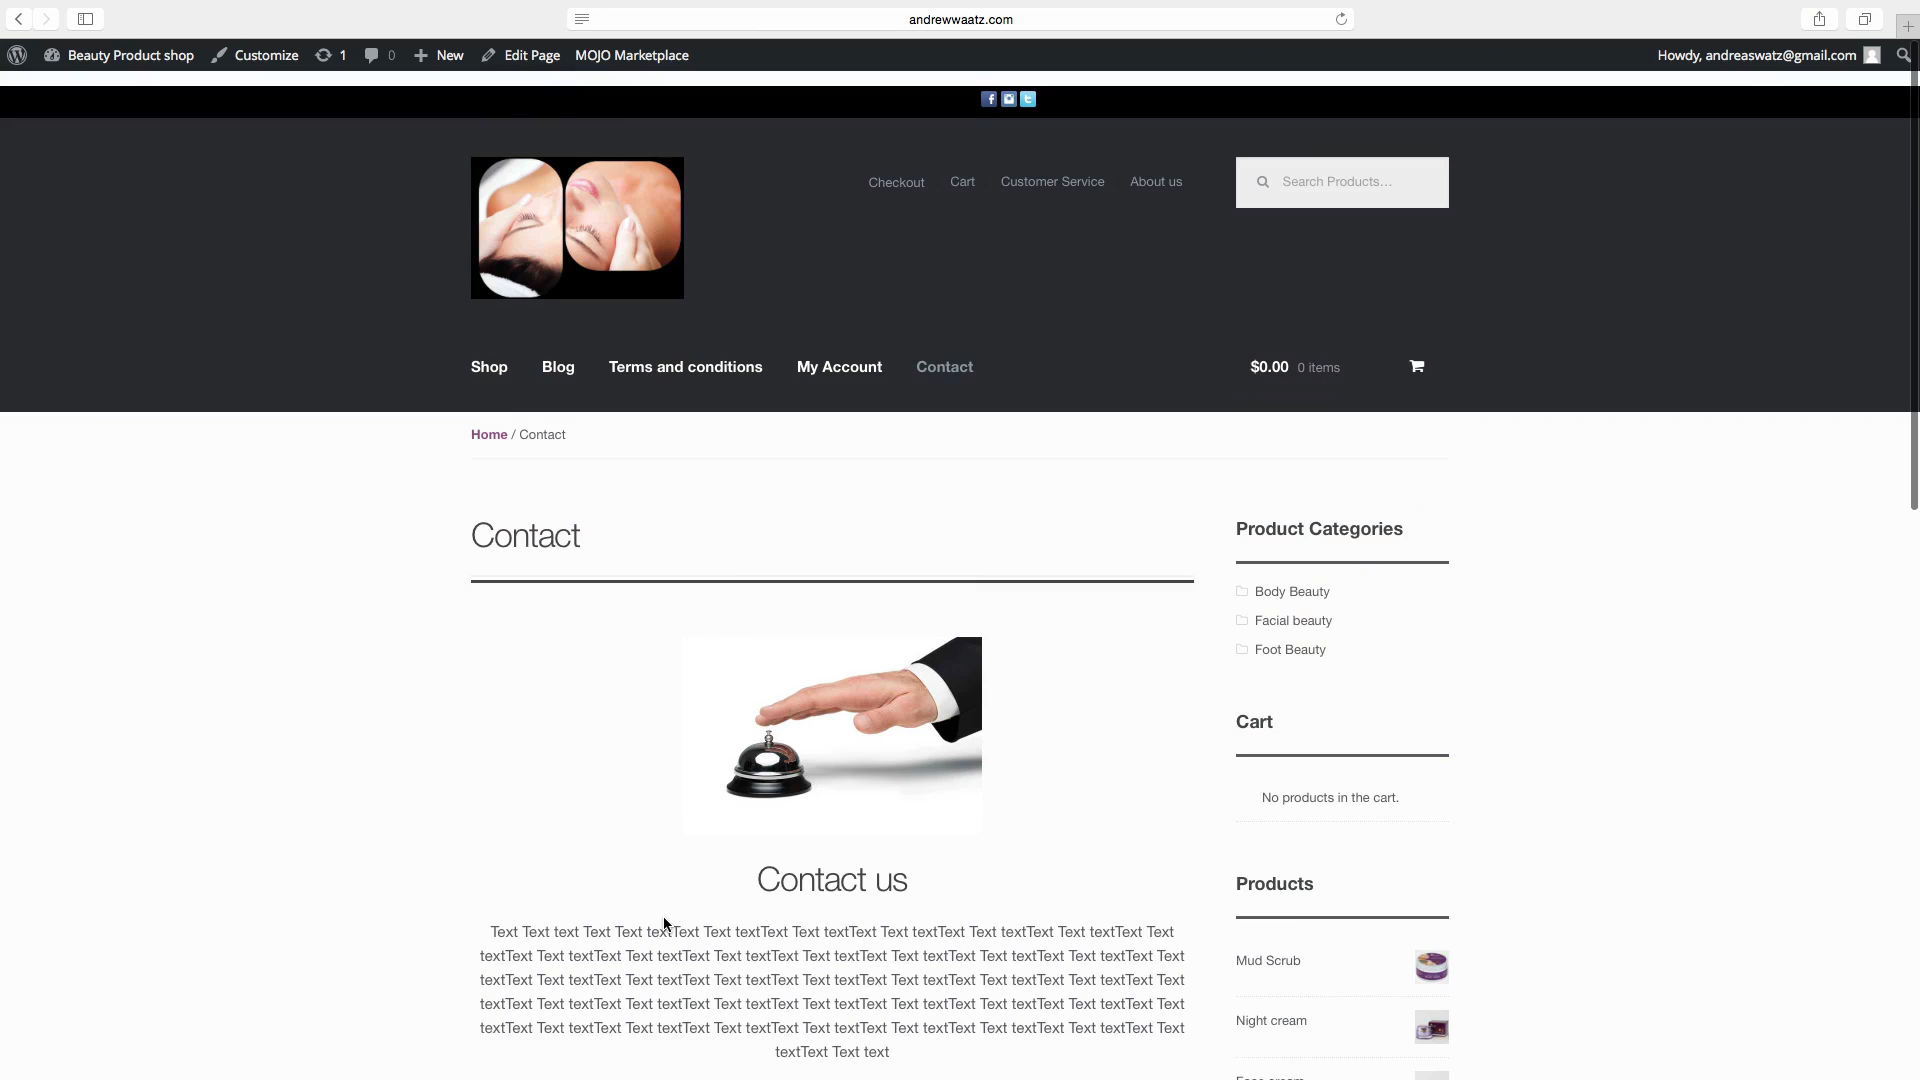 andrewwaatz.com
Beauty Product shop Customize 1 0 New Edit Page MOJO Marketplace Howdy, andreaswatz@gmail.com
Checkout Cart Customer Service About us Search Products...
Shop Blog Terms and conditions My Account Contact $0.00 0 items
Home / Contact
Contact
Contact us
Text Text text Text Text textText Text textText Text textText Text textText Text textText Text textText Text
textText Text textText Text textText Text textText Text textText Text textText Text textText Text textText Text
textText Text textText Text textText Text textText Text textText Text textText Text textText Text textText Text
textText Text textText Text textText Text textText Text textText Text textText Text textText Text textText Text
textText Text textText Text textText Text textText Text textText Text textText Text textText Text textText Text
textText Text text
Product Categories
Body Beauty
Facial beauty
Foot Beauty
Cart
No products in the cart.
Products
Mud Scrub
Night cream